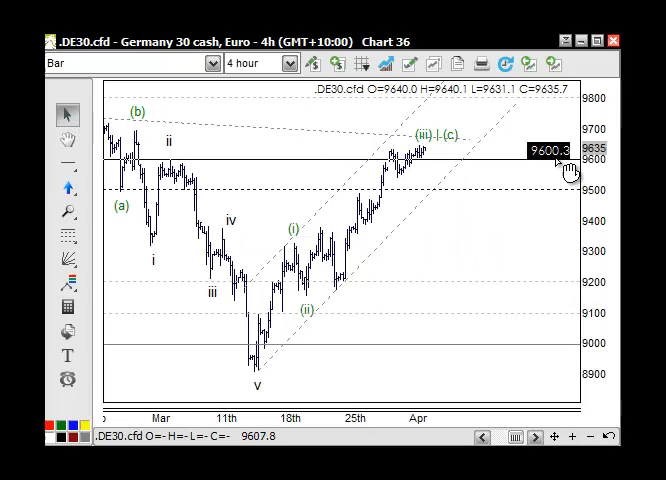 .DE30.cfd - Germany 30 cash, Euro - 4h (GMT+10:00) Chart 36
Bar
4 hour
.DE30.cfd O=9640.0 H=9640.1 L=9631.1 C=9635.7
9800
(b)
9700
(iii) | (c)
ii
9635
9600.3
9600
9500
(a)
9400
iv
(i)
i
9300
iii
9200
(ii)
9100
9000
v
8900
Mar
11th
18th
25th
Apr
.DE30.cfd O=- H=- L=- C=- 9607.8